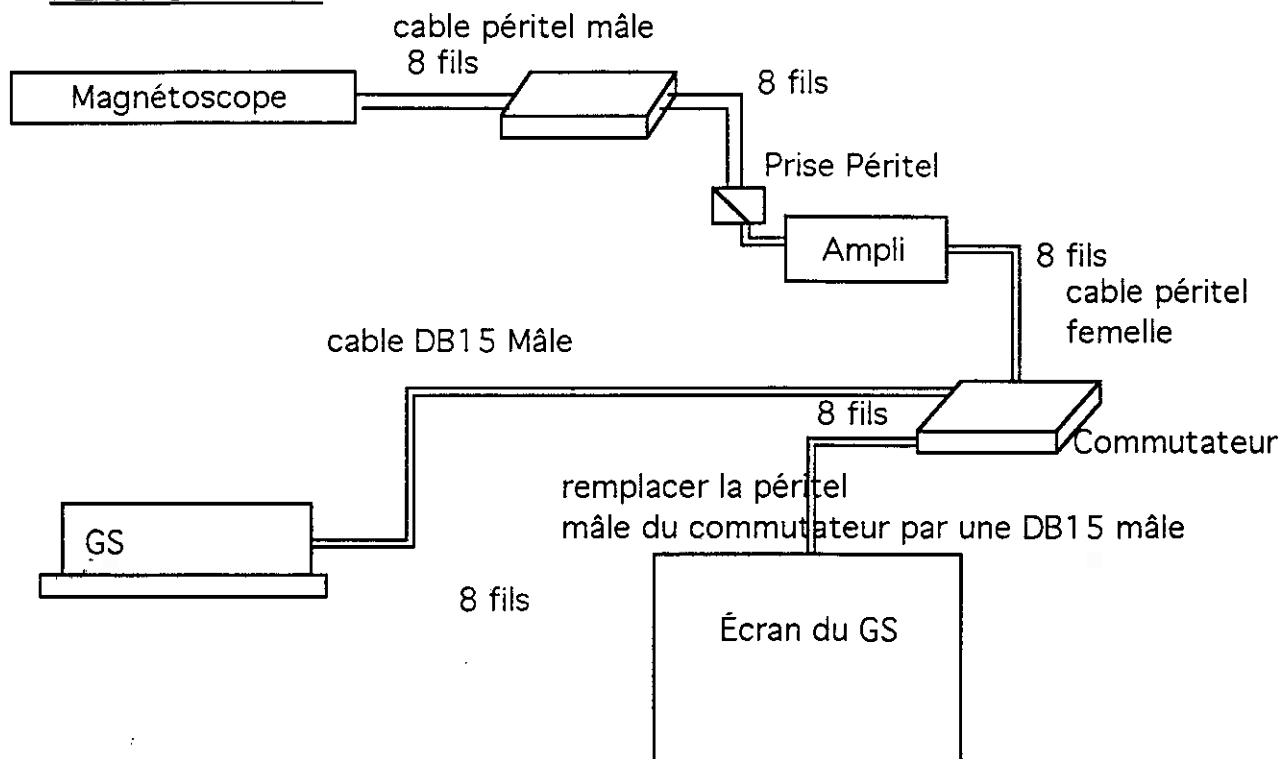 cable péritel mâle
8 fils
8 fils
Magnétoscope
Prise Péritel
Ampli
8 fils
cable péritel
femelle
cable DB15 Mâle
8 fils
Commutateur
remplacer la péritel
mâle du commutateur par une DB15 mâle
GS
8 fils
Écran du GS